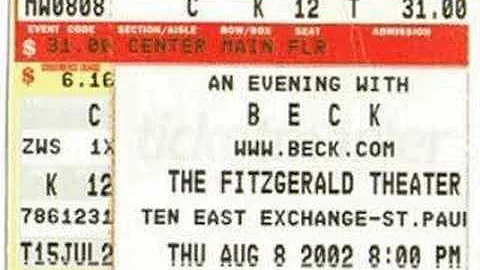 MW0808 C K 12 T 31.00
EVENT CODE SECTION/AISLE ROW/BOX SEAT ADMISSION
$ 31.00 CENTER MAIN FLR
$ 6.16 AN EVENING WITH
C B E C K
ZWS 1X WWW.BECK.COM
K 12 THE FITZGERALD THEATER
7861231 TEN EAST EXCHANGE-ST.PAUL
T15JUL2 THU AUG 8 2002 8:00 PM